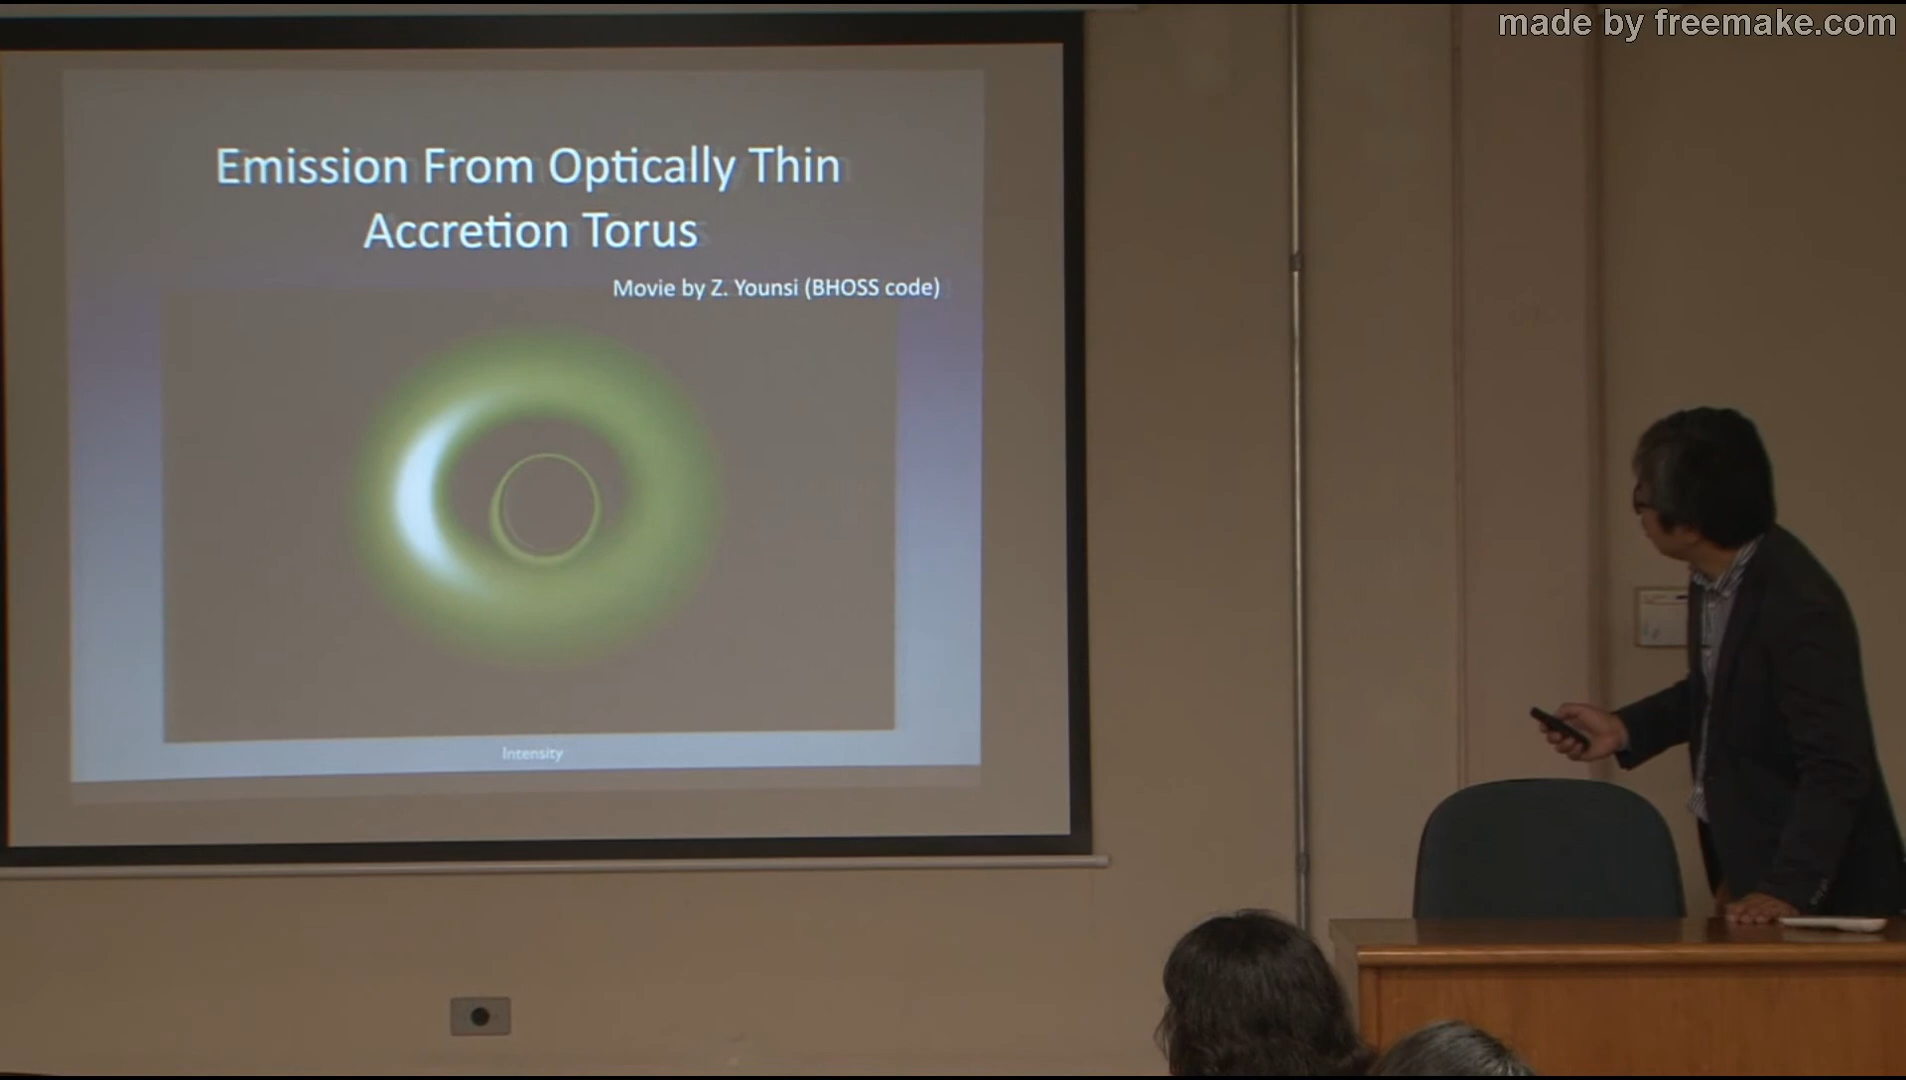 made by freemake.com
Emission From Optically Thin
Accretion Torus
Movie by Z. Younsi (BHOSS code)
Intensity